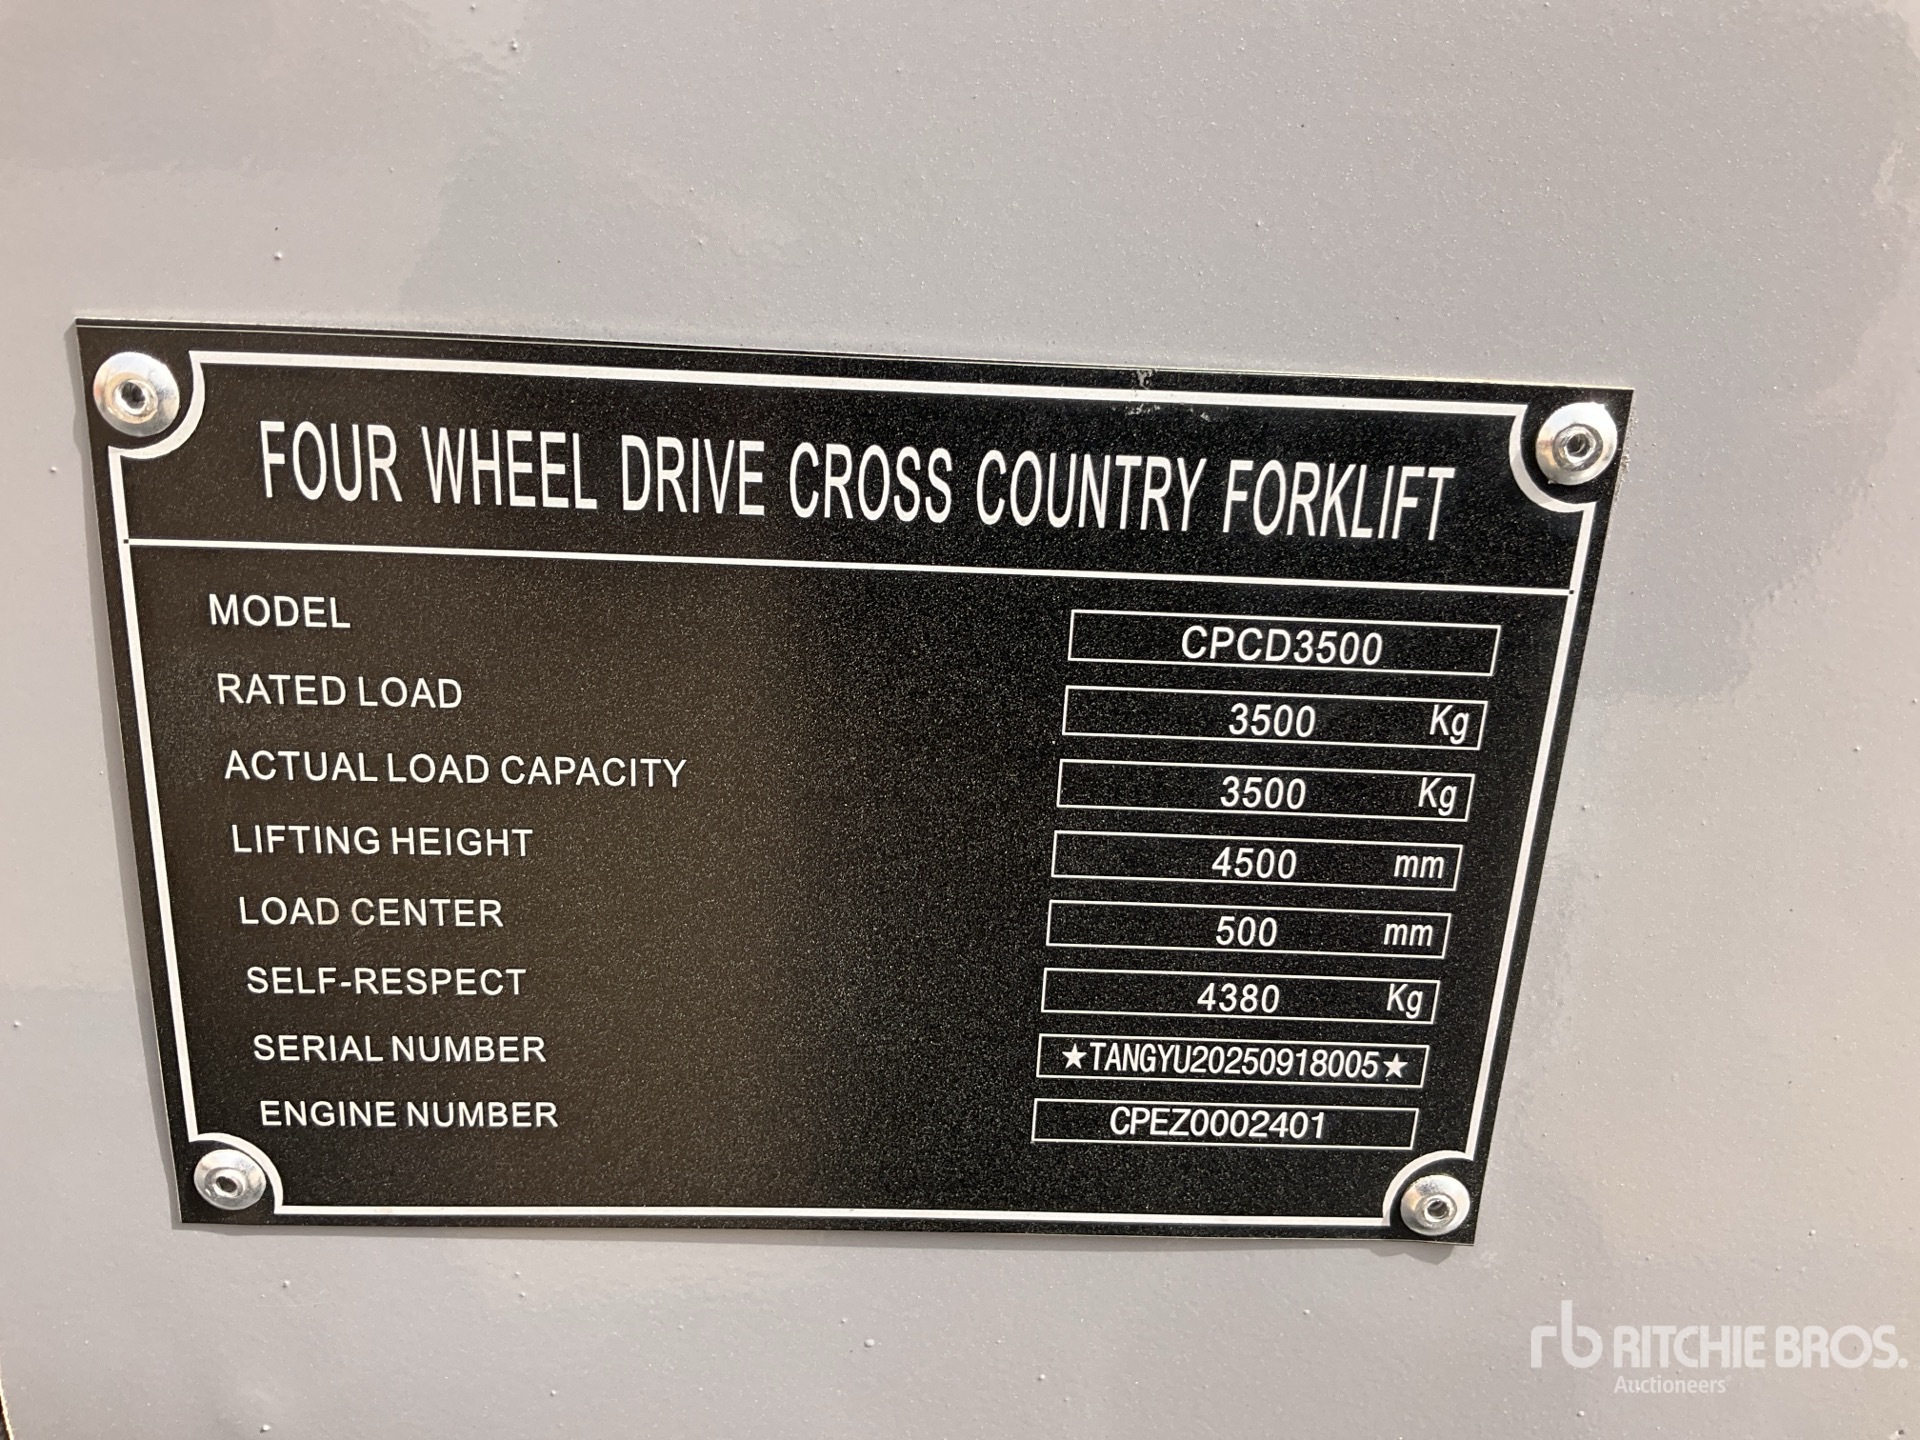 FOUR WHEEL DRIVE CROSS COUNTRY FORKLIFT
MODEL CPCD3500
RATED LOAD 3500 Kg
ACTUAL LOAD CAPACITY 3500 Kg
LIFTING HEIGHT 4500 mm
LOAD CENTER 500 mm
SELF-RESPECT 4380 Kg
SERIAL NUMBER ★TANGYU20250918005★
ENGINE NUMBER CPEZ0002401
rb RITCHIE BROS.
Auctioneers